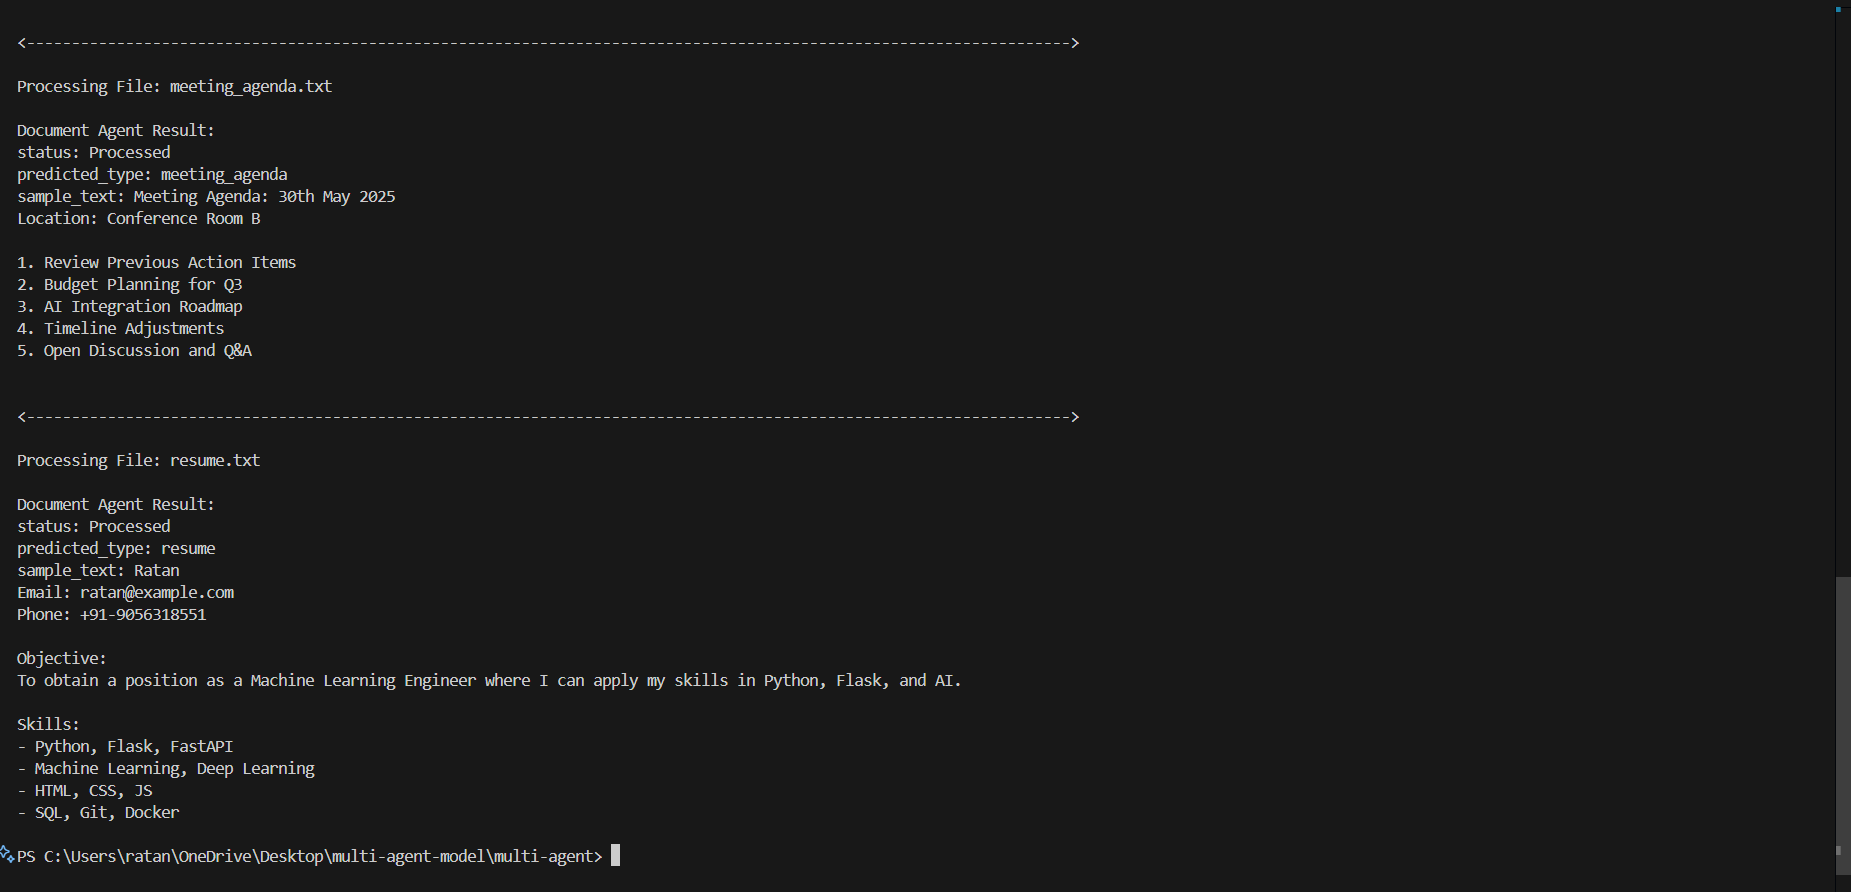 <-------------------------------------------------------------------------------------------------------------------->
Processing File: meeting_agenda.txt
Document Agent Result:
status: Processed
predicted_type: meeting_agenda
sample_text: Meeting Agenda: 30th May 2025
Location: Conference Room B
1. Review Previous Action Items
2. Budget Planning for Q3
3. AI Integration Roadmap
4. Timeline Adjustments
5. Open Discussion and Q&A
<-------------------------------------------------------------------------------------------------------------------->
Processing File: resume.txt
Document Agent Result:
status: Processed
predicted_type: resume
sample_text: Ratan
Email: ratan@example.com
Phone: +91-9056318551
Objective:
To obtain a position as a Machine Learning Engineer where I can apply my skills in Python, Flask, and AI.
Skills:
- Python, Flask, FastAPI
- Machine Learning, Deep Learning
- HTML, CSS, JS
- SQL, Git, Docker
PS C:\Users\ratan\OneDrive\Desktop\multi-agent-model\multi-agent>